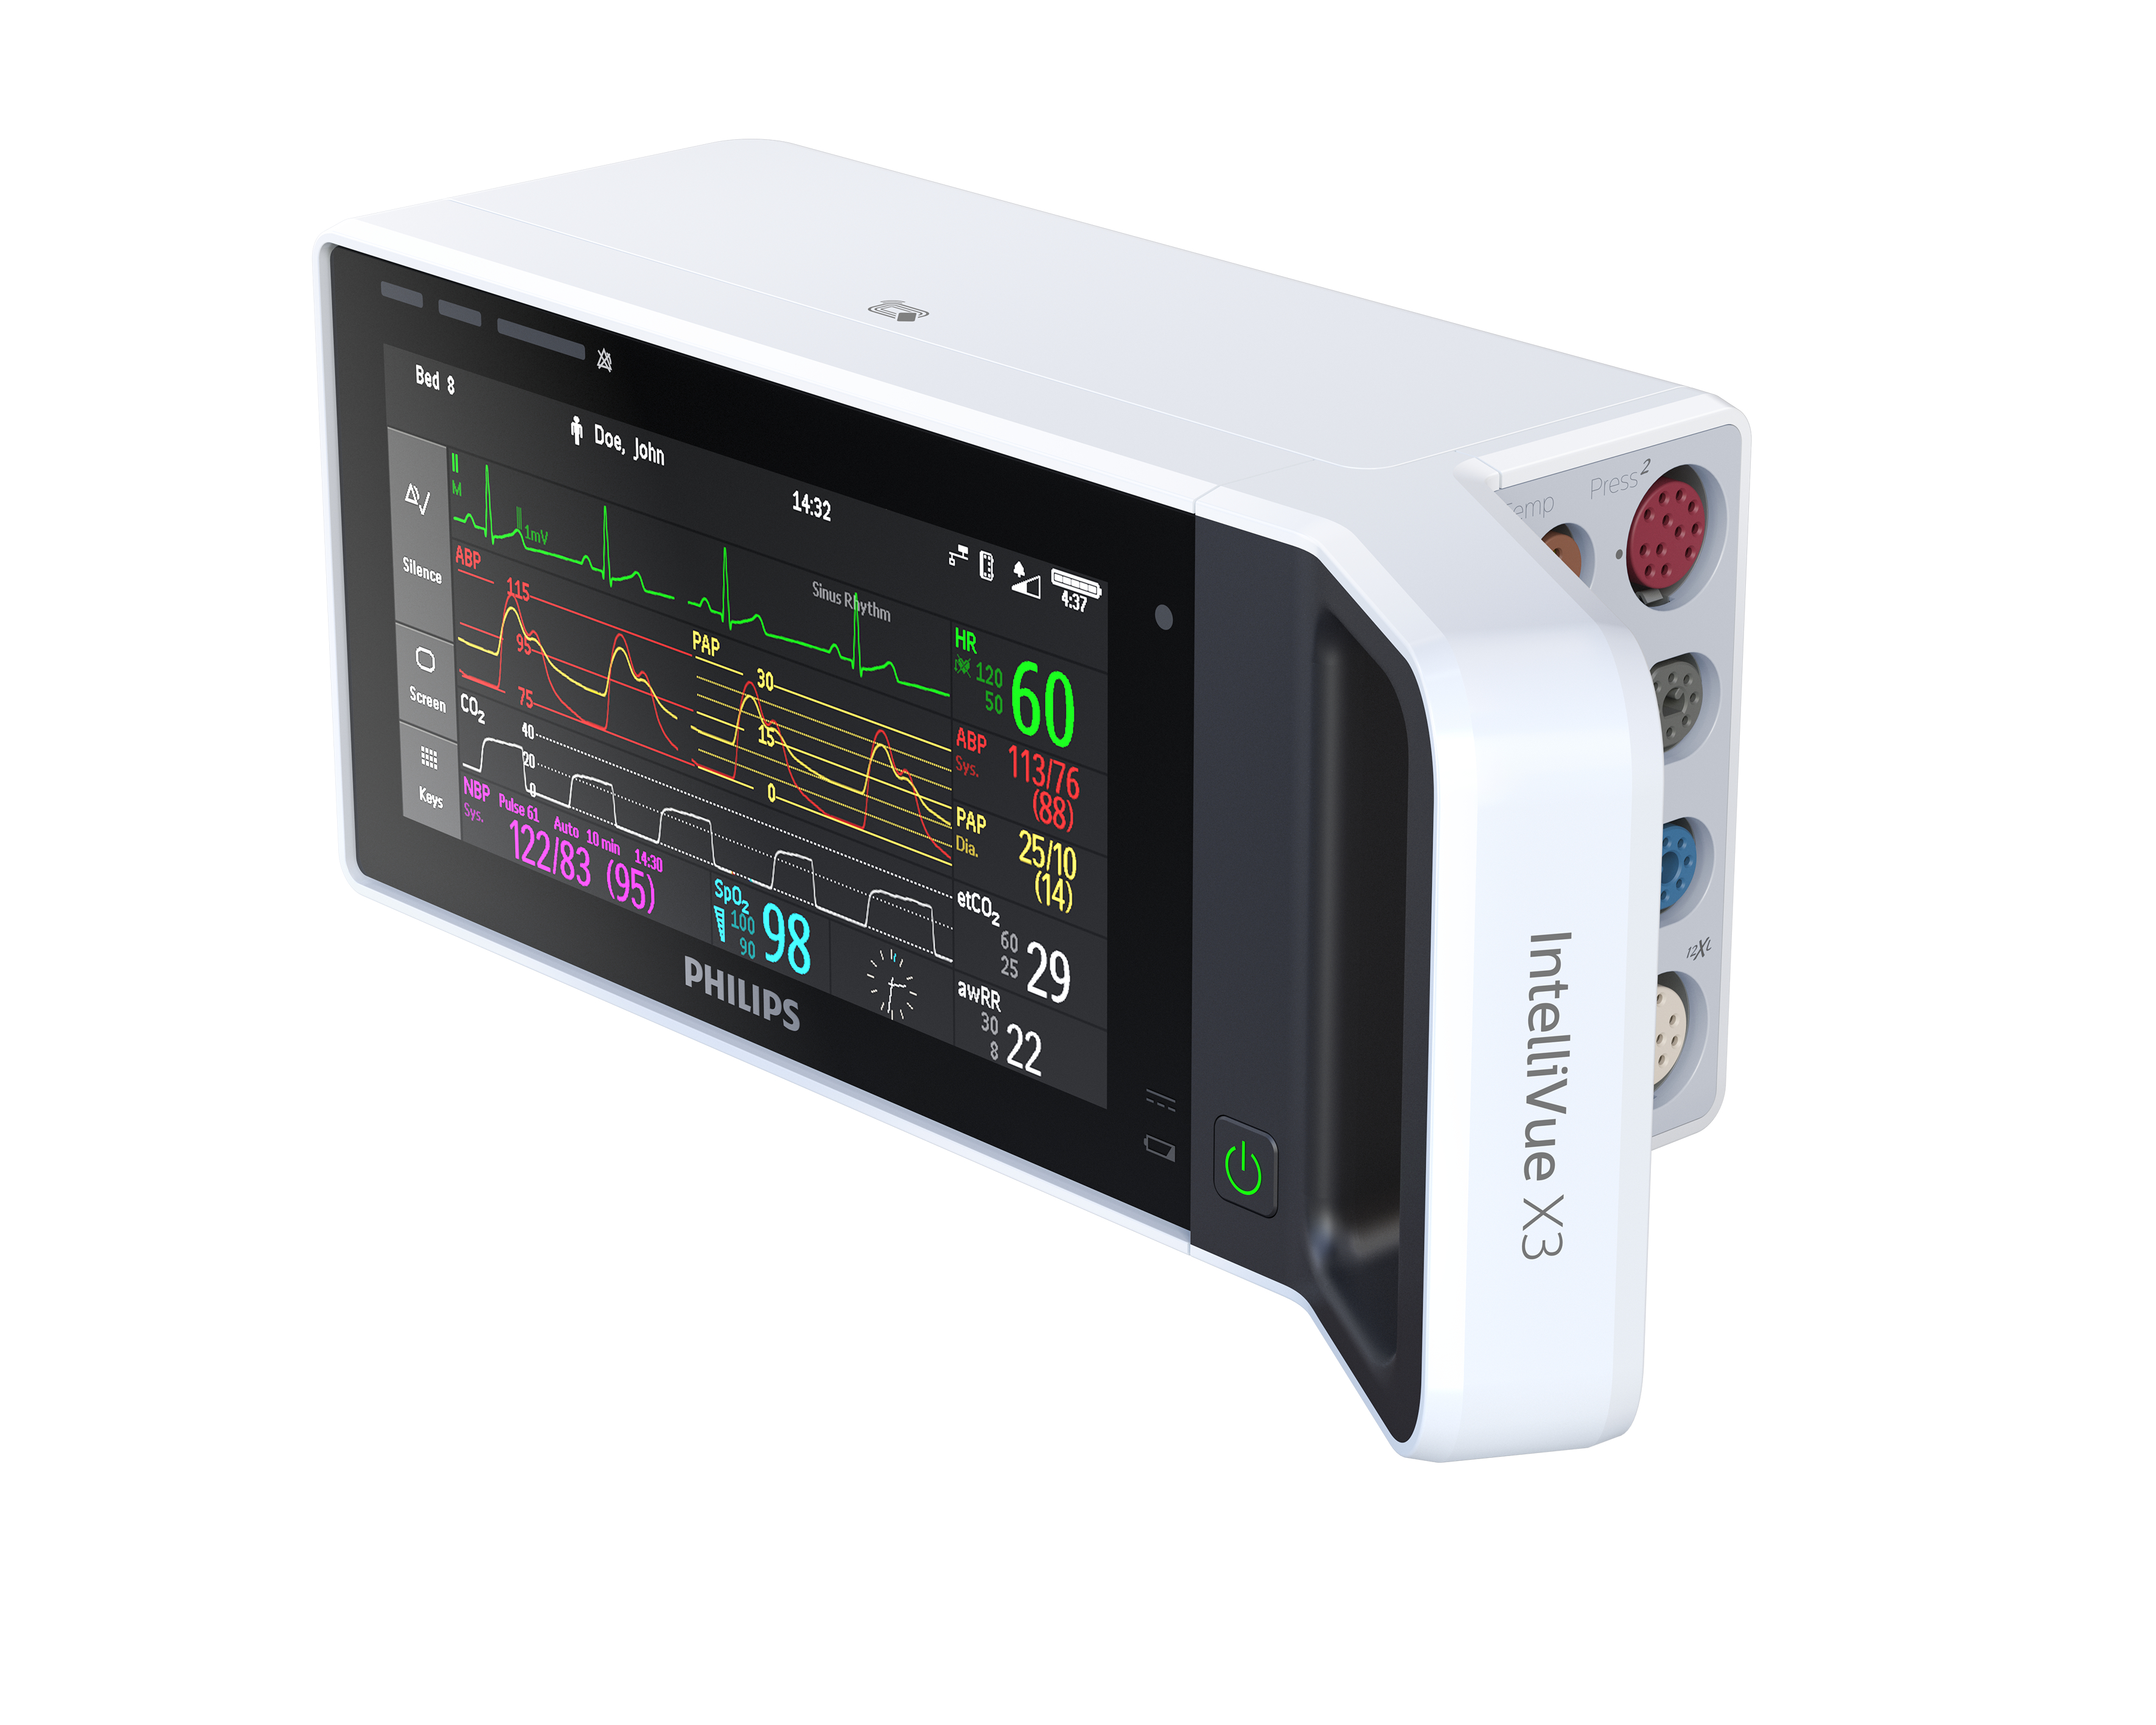 Bed 8
Doe, John
14:32
4:37
Silence
Screen
Keys
II
M
1mV
Sinus Rhythm
ABP
115
95
75
PAP
30
15
0
CO₂
40
20
0
NBP
Sys.
Pulse 61 Auto 10 min 14:30
122/83 (95)
SpO₂
100
90
98
HR
120
50
60
ABP
Sys.
113/76
(88)
PAP
Dia.
25/10
(14)
etCO₂
60
25
29
awRR
30
8
22
PHILIPS
IntelliVue X3
Press²
12XL